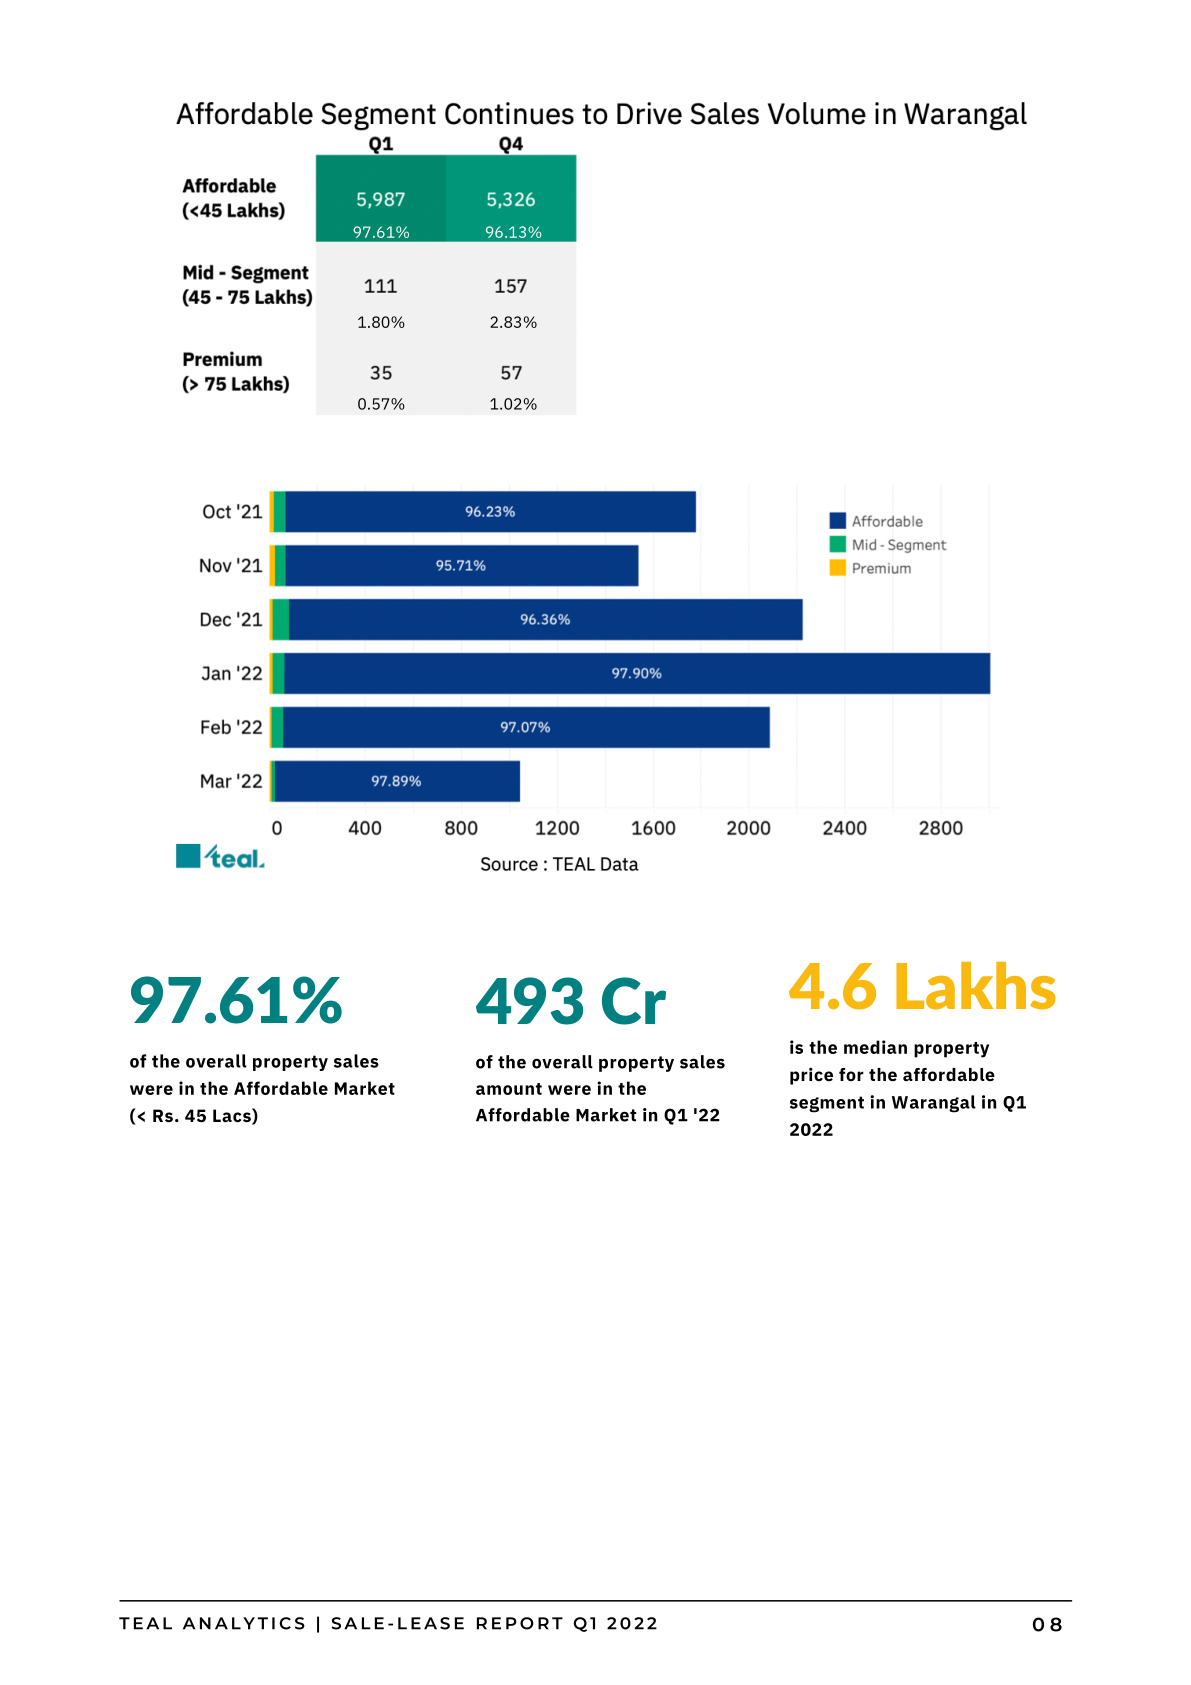 Affordable Segment Continues to Drive Sales Volume in Warangal
Q1 Q4
Affordable
(<45 Lakhs)
5,987 5,326
97.61% 96.13%
Mid - Segment
(45 - 75 Lakhs)
111 157
1.80% 2.83%
Premium
(> 75 Lakhs)
35 57
0.57% 1.02%
Oct '21 96.23%
Nov '21 95.71%
Dec '21 96.36%
Jan '22 97.90%
Feb '22 97.07%
Mar '22 97.89%
Affordable
Mid - Segment
Premium
0 400 800 1200 1600 2000 2400 2800
teal.
Source : TEAL Data
97.61%
of the overall property sales
were in the Affordable Market
(< Rs. 45 Lacs)
493 Cr
of the overall property sales
amount were in the
Affordable Market in Q1 '22
4.6 Lakhs
is the median property
price for the affordable
segment in Warangal in Q1
2022
TEAL ANALYTICS | SALE-LEASE REPORT Q1 2022
08